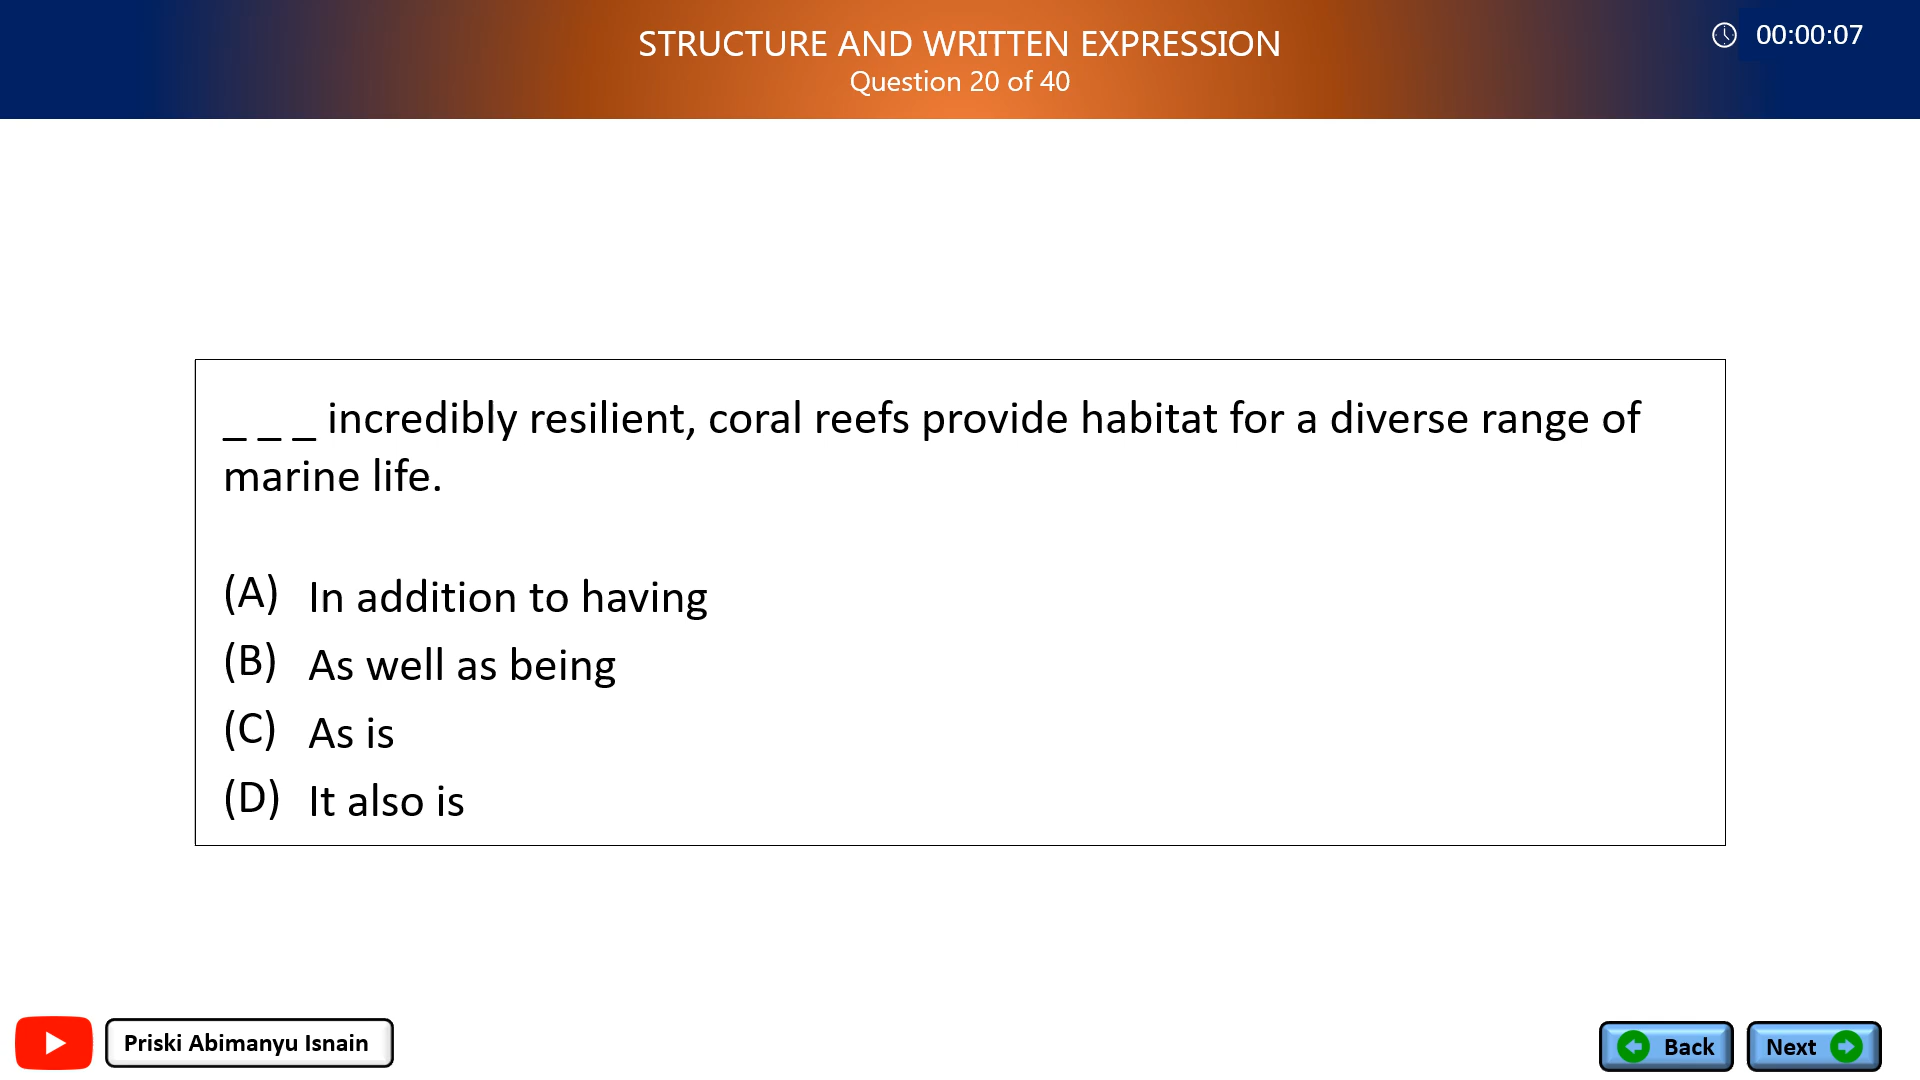 STRUCTURE AND WRITTEN EXPRESSION
Question 20 of 40
00:00:07
_ _ _ incredibly resilient, coral reefs provide habitat for a diverse range of
marine life.
(A) In addition to having
(B) As well as being
(C) As is
(D) It also is
Priski Abimanyu Isnain
Back
Next